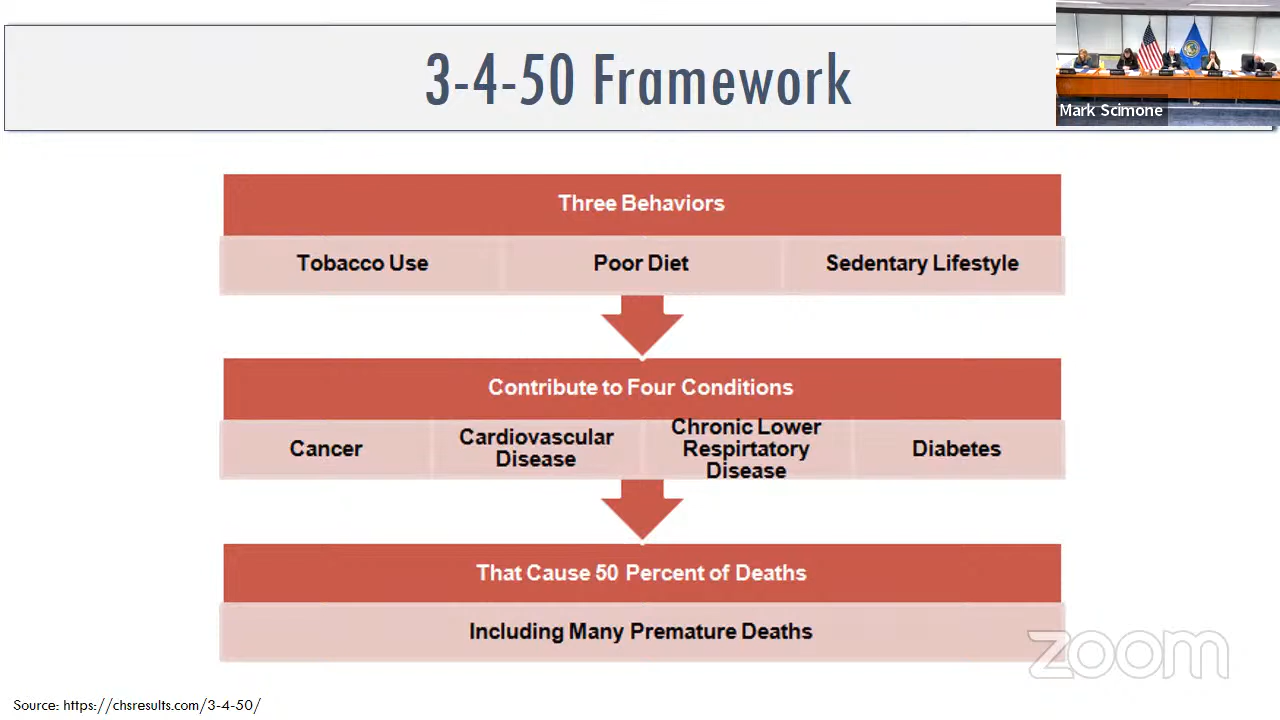 3-4-50 Framework
Mark Scimone
Three Behaviors
Tobacco Use
Poor Diet
Sedentary Lifestyle
Contribute to Four Conditions
Cancer
Cardiovascular
Disease
Chronic Lower
Respirtatory
Disease
Diabetes
That Cause 50 Percent of Deaths
Including Many Premature Deaths
zoom
Source: https://chsresults.com/3-4-50/